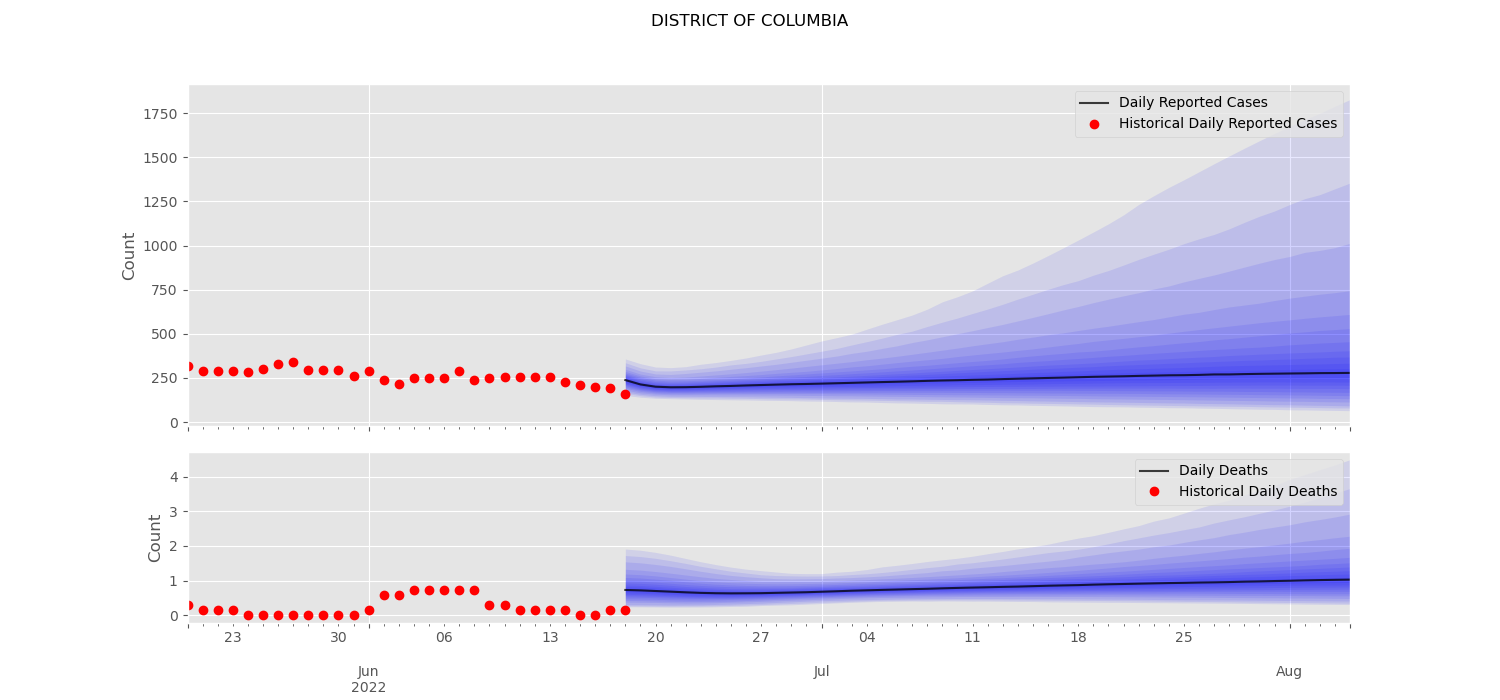 DISTRICT OF COLUMBIA
Daily Reported Cases
Historical Daily Reported Cases
1750
1500
1250
1000
750
500
250
0
Count
Daily Deaths
Historical Daily Deaths
4
3
2
1
0
Count
23 30 06 13 20 27 04 11 18 25
Jun Jul Aug
2022